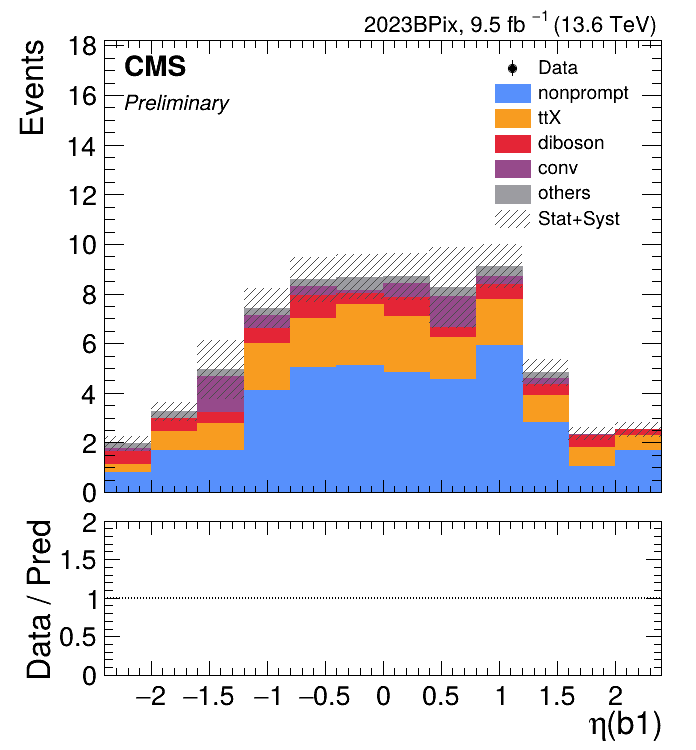 2023BPix, 9.5 fb⁻¹ (13.6 TeV)
CMS
Preliminary
Events
18
16
14
12
10
8
6
4
2
0
Data
nonprompt
ttX
diboson
conv
others
Stat+Syst
Data / Pred
2
1.5
1
0.5
0
−2 −1.5 −1 −0.5 0 0.5 1 1.5 2
η(b1)